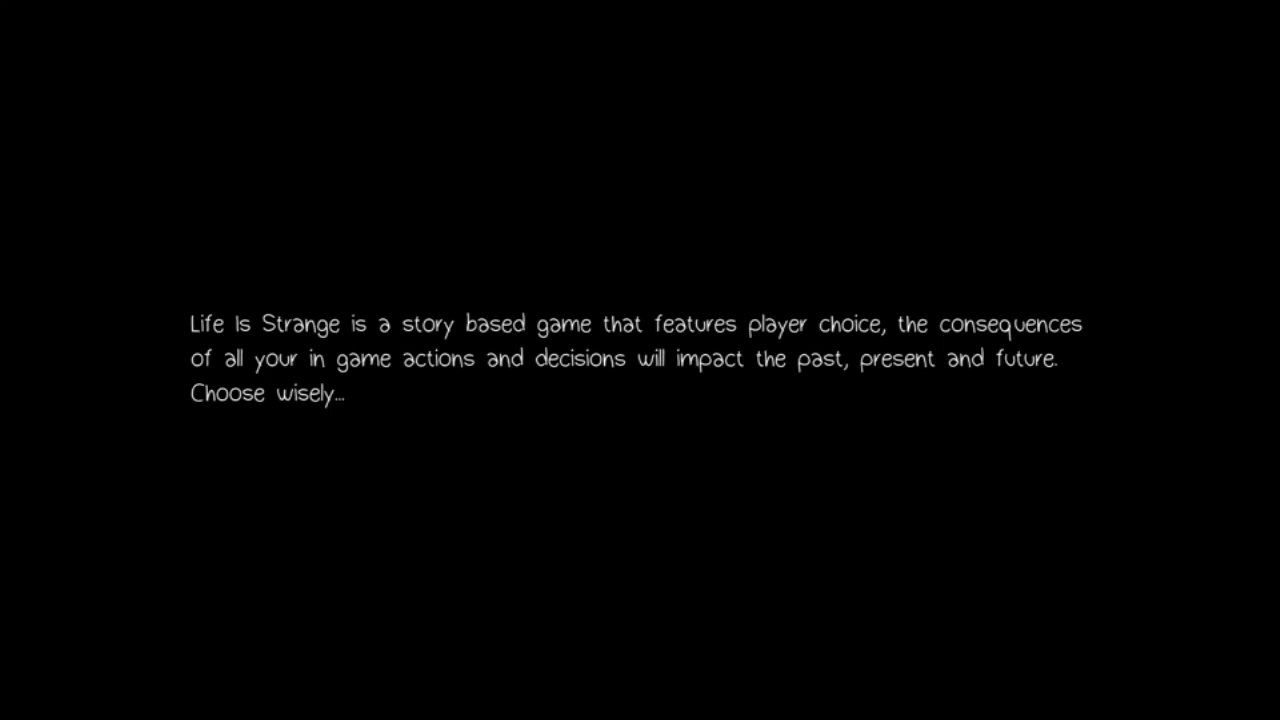 Life Is Strange is a story based game that features player choice, the consequences
of all your in game actions and decisions will impact the past, present and future.
Choose wisely...